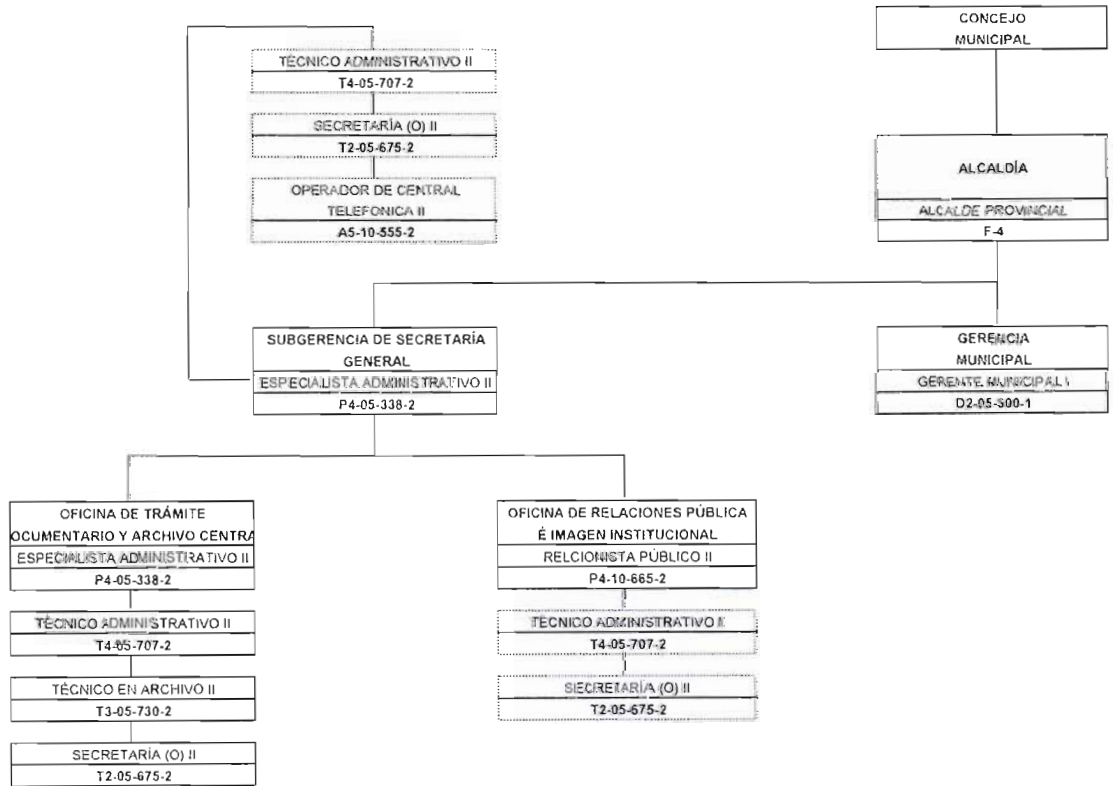 CONCEJO
MUNICIPAL
TÉCNICO ADMINISTRATIVO II
T4-05-707-2
SECRETARÍA (O) II
T2-05-675-2
OPERADOR DE CENTRAL
TELEFONICA II
A5-10-555-2
ALCALDÍA
ALCALDE PROVINCIAL
F-4
SUBGERENCIA DE SECRETARÍA
GENERAL
ESPECIALISTA ADMINISTRATIVO II
P4-05-338-2
GERENCIA
MUNICIPAL
GERENTE MUNICIPAL I
D2-05-500-1
OFICINA DE TRÁMITE
OCUMENTARIO Y ARCHIVO CENTRA
ESPECIALISTA ADMINISTIRATIVO II
P4-05-338-2
TÉCNICO ADMINISTRATIVO II
T4-05-707-2
TÉCNICO EN ARCHIVO II
T3-05-730-2
SECRETARÍA (O) II
T2-05-675-2
OFICINA DE RELACIONES PÚBLICA
É IMAGEN INSTITUCIONAL
RELCIONISTA PÚBLICO II
P4-10-665-2
TÉCNICO ADMINISTRATIVO II
T4-05-707-2
SECRETARÍA (O) II
T2-05-675-2